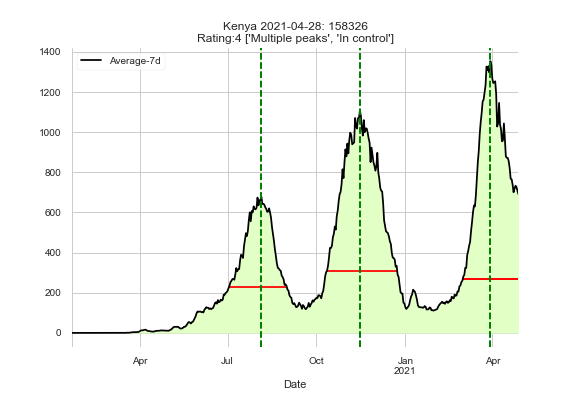 Kenya 2021-04-28: 158326
Rating:4 ['Multiple peaks', 'In control']
Average-7d
1400
1200
1000
800
600
400
200
0
Apr
Jul
Oct
Jan
2021
Apr
Date